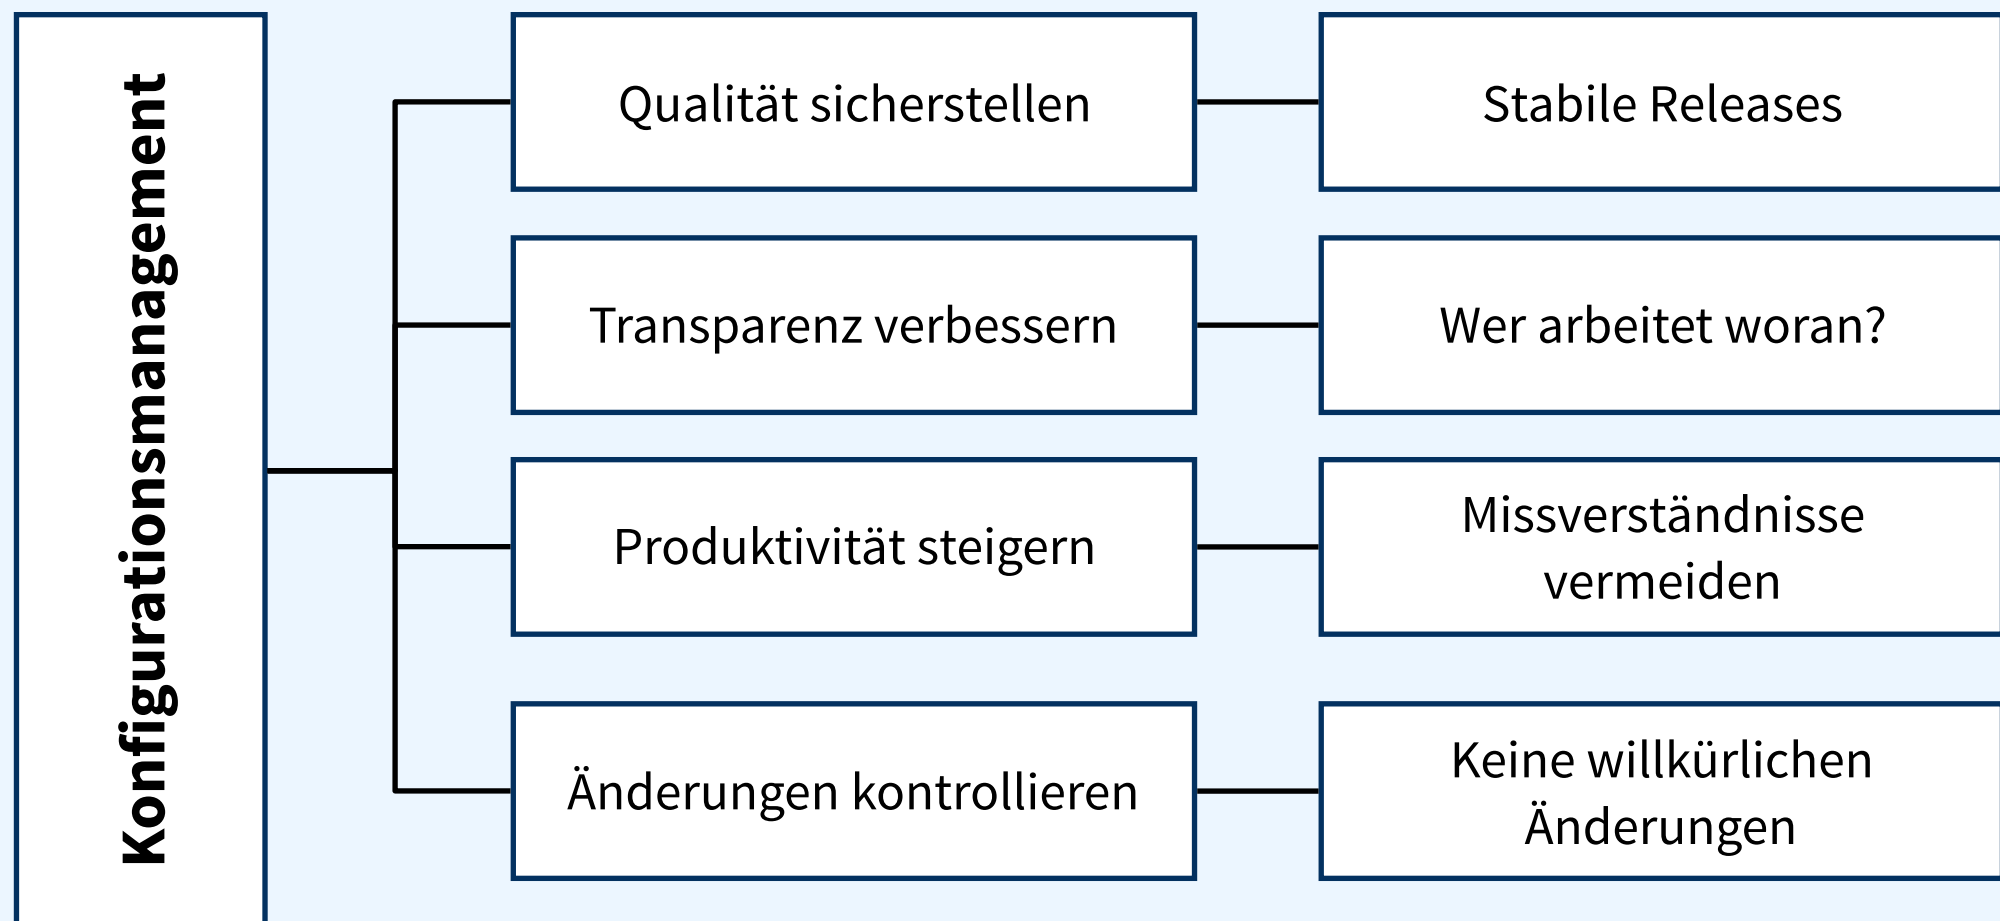 Konfigurationsmanagement
Qualität sicherstellen
Stabile Releases
Transparenz verbessern
Wer arbeitet woran?
Produktivität steigern
Missverständnisse
vermeiden
Änderungen kontrollieren
Keine willkürlichen
Änderungen